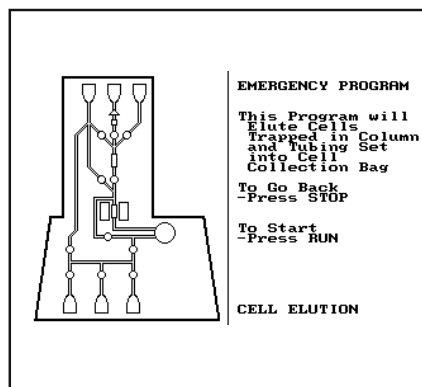 EMERGENCY PROGRAM
This Program will
Elute Cells
Trapped in Column
and Tubing Set
into Cell
Collection Bag
To Go Back
-Press STOP
To Start
-Press RUN
CELL ELUTION